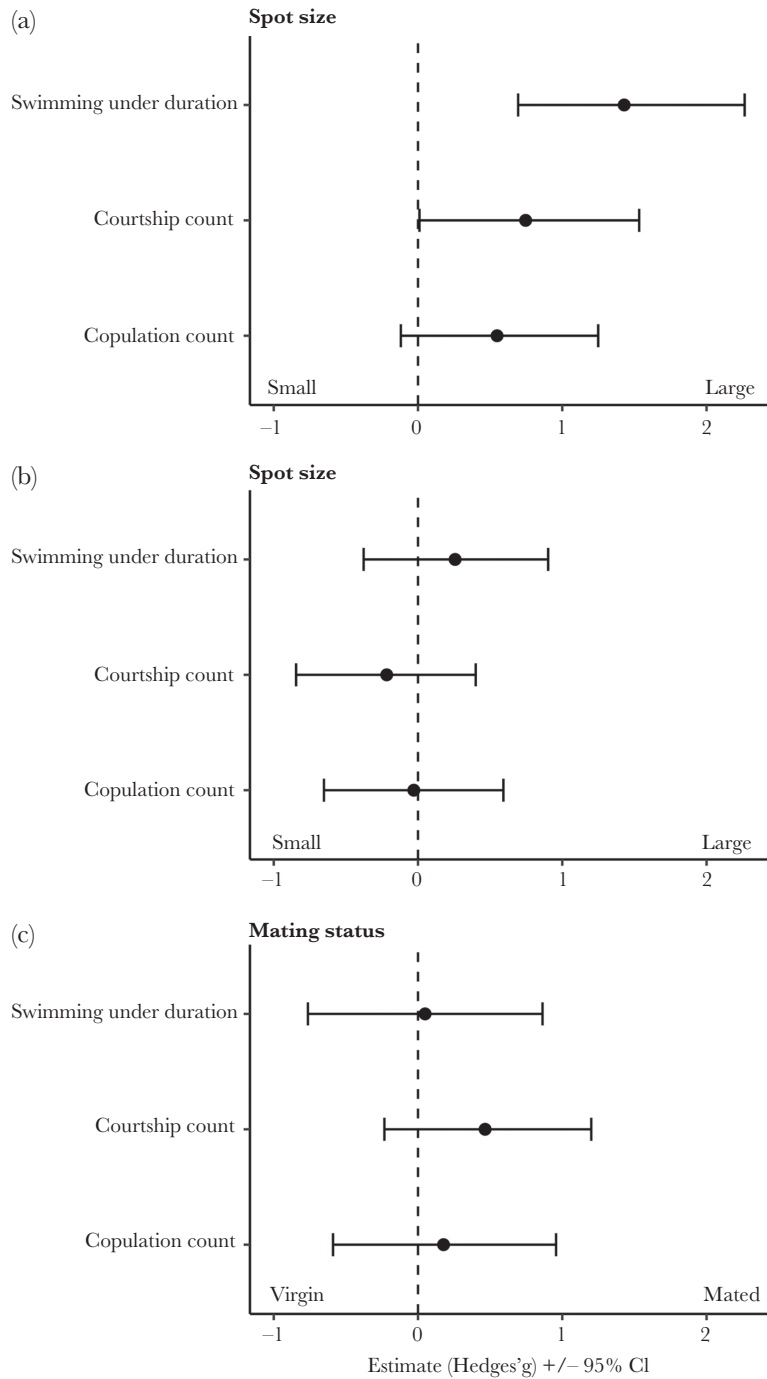 (a)
Spot size
Swimming under duration
Courtship count
Copulation count
Small Large
–1 0 1 2
(b)
Spot size
Swimming under duration
Courtship count
Copulation count
Small Large
–1 0 1 2
(c)
Mating status
Swimming under duration
Courtship count
Copulation count
Virgin Mated
–1 0 1 2
Estimate (Hedges'g) +/– 95% Cl